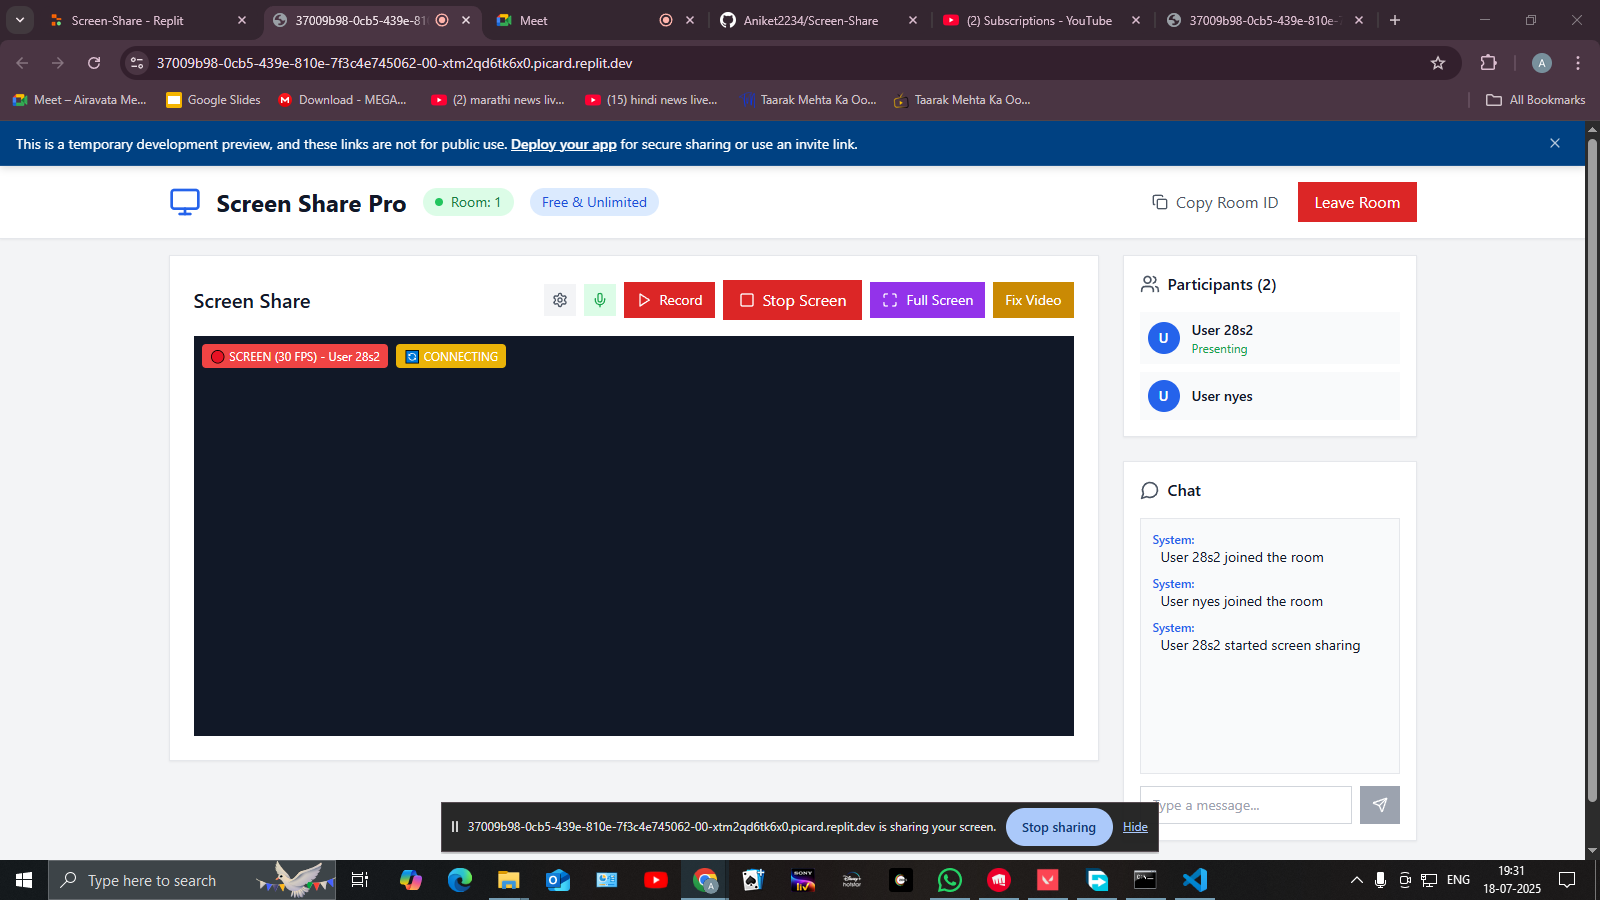 Screen-Share - Replit
37009b98-0cb5-439e-81
Meet
Aniket2234/Screen-Share
(2) Subscriptions - YouTube
37009b98-0cb5-439e-810e-
37009b98-0cb5-439e-810e-7f3c4e745062-00-xtm2qd6tk6x0.picard.replit.dev
A
Meet – Airavata Me...
Google Slides
Download - MEGA...
(2) marathi news liv...
(15) hindi news live...
Taarak Mehta Ka Oo...
Taarak Mehta Ka Oo...
All Bookmarks
This is a temporary development preview, and these links are not for public use. Deploy your app for secure sharing or use an invite link.
Screen Share Pro
Room: 1
Free & Unlimited
Copy Room ID
Leave Room
Screen Share
Record
Stop Screen
Full Screen
Fix Video
SCREEN (30 FPS) - User 28s2
CONNECTING
Participants (2)
U
User 28s2
Presenting
U
User nyes
Chat
System:
User 28s2 joined the room
System:
User nyes joined the room
System:
User 28s2 started screen sharing
Type a message...
37009b98-0cb5-439e-810e-7f3c4e745062-00-xtm2qd6tk6x0.picard.replit.dev is sharing your screen.
Stop sharing
Hide
Type here to search
SONY
liv
hotstar
ENG
19:31
18-07-2025